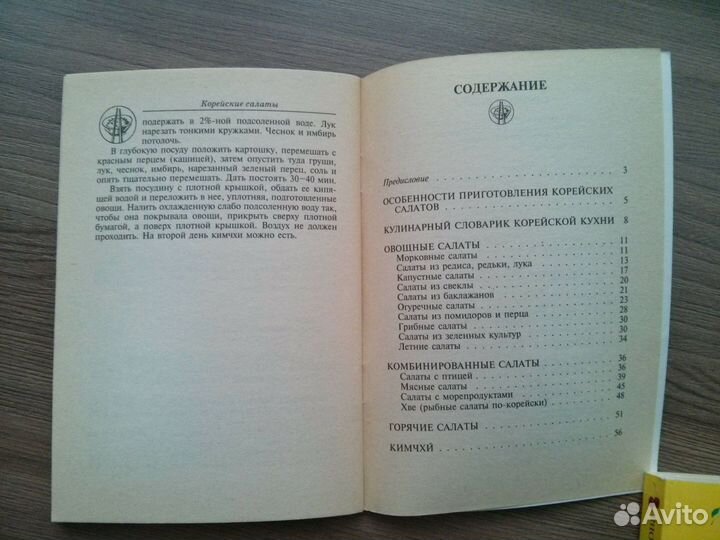 Корейские салаты
подержать в 2%-ной подсоленой воде. Лук
нарезать тонкими кружками. Чеснок и имбирь
потолочь.
В глубокую посуду положить картошку, перемешать с
красным перцем (кашицей), затем опустить туда груши,
лук, чеснок, имбирь, нарезанный зеленый перец, соль и
опять тщательно перемешать. Дать постоять 30−40 мин.
Взять посудину с плотной крышкой, обдать ее кипя-
щей водой и переложить в нее, уплотняя, подготовленные
овощи. Налить охлажденную слабо подсоленную воду так,
чтобы она покрывала овощи, прикрыть сверху плотной
бумагой, а поверх плотной крышкой. Воздух не должен
проходить. На второй день кимчхи можно есть.
СОДЕРЖАНИЕ
Предисловие . . . 3
ОСОБЕННОСТИ ПРИГОТОВЛЕНИЯ КОРЕЙСКИХ
САЛАТОВ . . . 5
КУЛИНАРНЫЙ СЛОВАРИК КОРЕЙСКОЙ КУХНИ . 8
ОВОЩНЫЕ САЛАТЫ . . . 11
Морковные салаты . . . 11
Салаты из редиса, редьки, лука . . . 13
Капустные салаты . . . 17
Салаты из свеклы . . . 20
Салаты из баклажанов . . . 21
Огуречные салаты . . . 23
Салаты из помидоров и перца . . . 28
Грибные салаты . . . 30
Салаты из зеленных культур . . . 30
Летние салаты . . . 34
КОМБИНИРОВАННЫЕ САЛАТЫ . . . 36
Салаты с птицей . . . 36
Мясные салаты . . . 39
Салаты с морепродуктами . . . 45
Хве (рыбные салаты по-корейски) . . . 48
ГОРЯЧИЕ САЛАТЫ . . . 51
КИМЧХЙ . . . 56
Avito